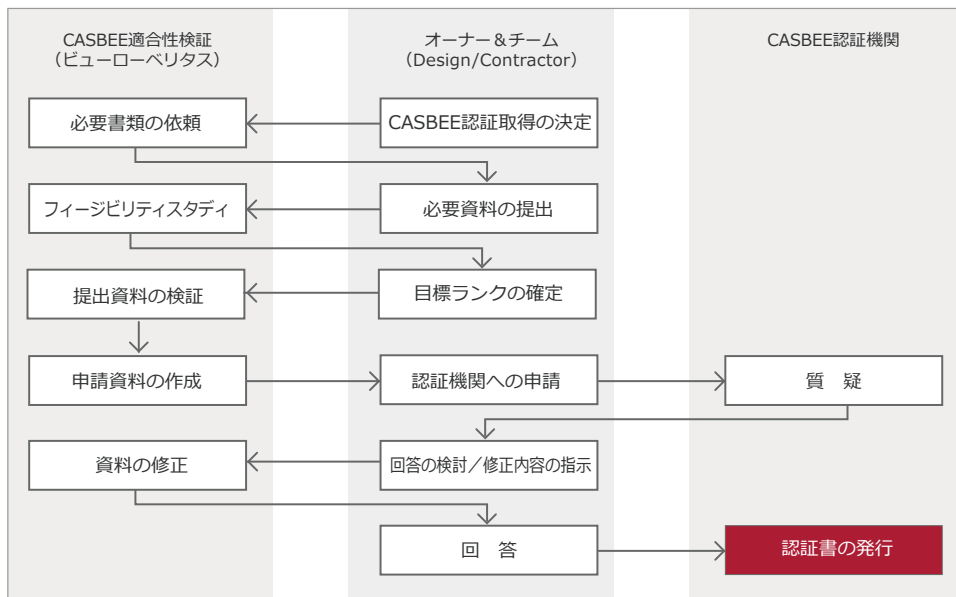 CASBEE適合性検証
（ビューローベリタス）
オーナー＆チーム
（Design/Contractor）
CASBEE認証機関
必要書類の依頼
CASBEE認証取得の決定
フィージビリティスタディ
必要資料の提出
提出資料の検証
目標ランクの確定
申請資料の作成
認証機関への申請
質　疑
資料の修正
回答の検討／修正内容の指示
回　答
認証書の発行